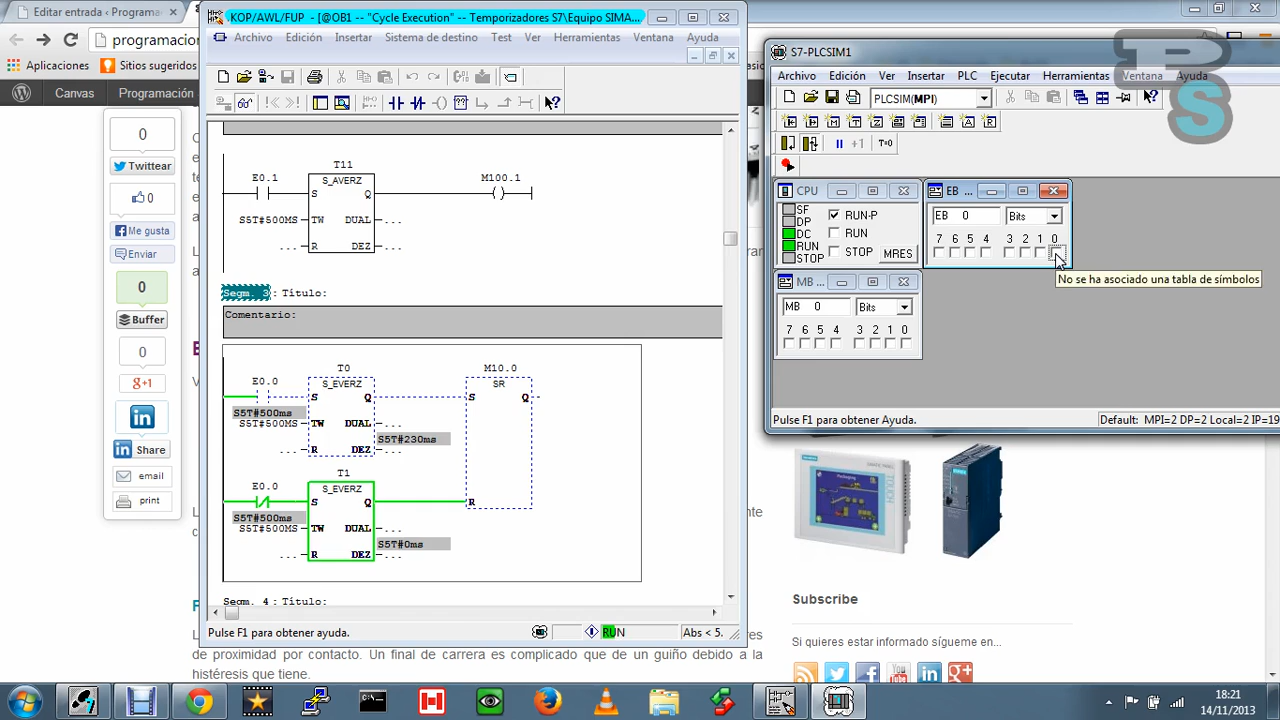 Editar entrada ‹ Programa
programacion
Aplicaciones
Sitios sugeridos
Canvas
Programación
0
Twittear
0
Me gusta
Enviar
0
Buffer
0
+1
Share
email
print
KOP/AWL/FUP - [@OB1 -- "Cycle Execution" -- Temporizadores S7\Equipo SIMA...
Archivo Edición Insertar Sistema de destino Test Ver Herramientas Ventana Ayuda
T11
E0.1 S_AVERZ M100.1
S Q
S5T#500MS TW DUAL ...
... R DEZ ...
Segm. 3 : Título:
Comentario:
T0 M10.0
E0.0 S_EVERZ SR
S Q S Q
S5T#500ms
S5T#500MS TW DUAL ...
S5T#230ms
... R DEZ ...
T1
E0.0 S_EVERZ
S Q R
S5T#500ms
S5T#500MS TW DUAL ...
S5T#0ms
... R DEZ ...
Segm. 4 : Título:
Pulse F1 para obtener ayuda.
RUN
Abs < 5.
de proximidad por contacto. Un final de carrera es complicado que de un guiño debido a la
histéresis que tiene.
S7-PLCSIM1
Archivo Edición Ver Insertar PLC Ejecutar Herramientas Ventana Ayuda
PLCSIM(MPI)
+1 T=0
CPU
SF
DP
DC
RUN
STOP
RUN-P
RUN
STOP
MRES
EB ...
EB 0 Bits
7 6 5 4 3 2 1 0
No se ha asociado una tabla de símbolos
MB ...
MB 0 Bits
7 6 5 4 3 2 1 0
Pulse F1 para obtener Ayuda.
Default: MPI=2 DP=2 Local=2 IP=19
PS
Subscribe
Si quieres estar informado sígueme en...
18:21
14/11/2013